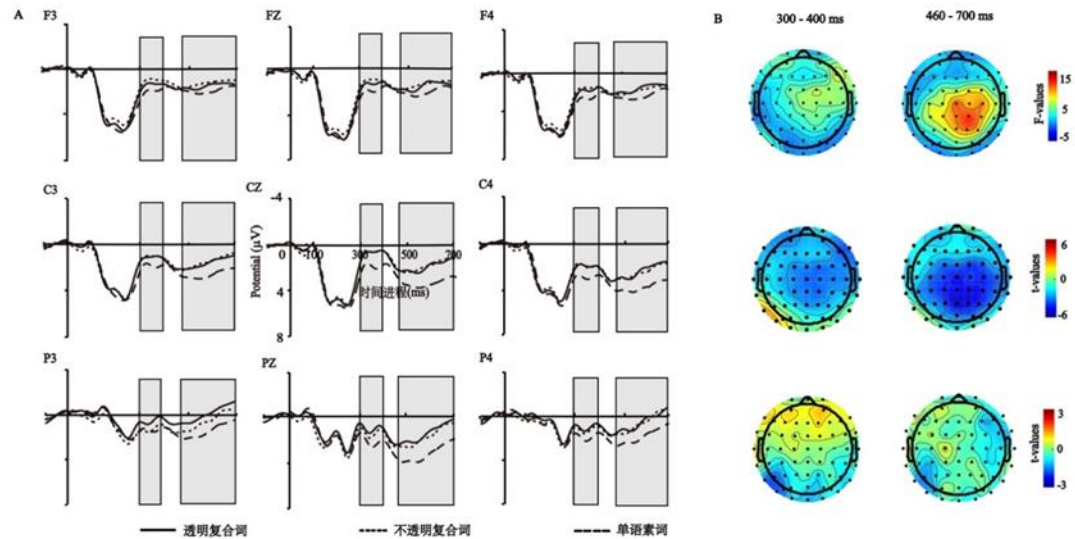 A
B
F3
FZ
F4
300 - 400 ms
460 - 700 ms
15
5
-5
F-values
C3
CZ
C4
-4
0
100
300
500
700
Potential (μV)
4
时间进程(ms)
8
6
0
-6
t-values
P3
PZ
P4
3
0
-3
t-values
透明复合词
不透明复合词
单语素词